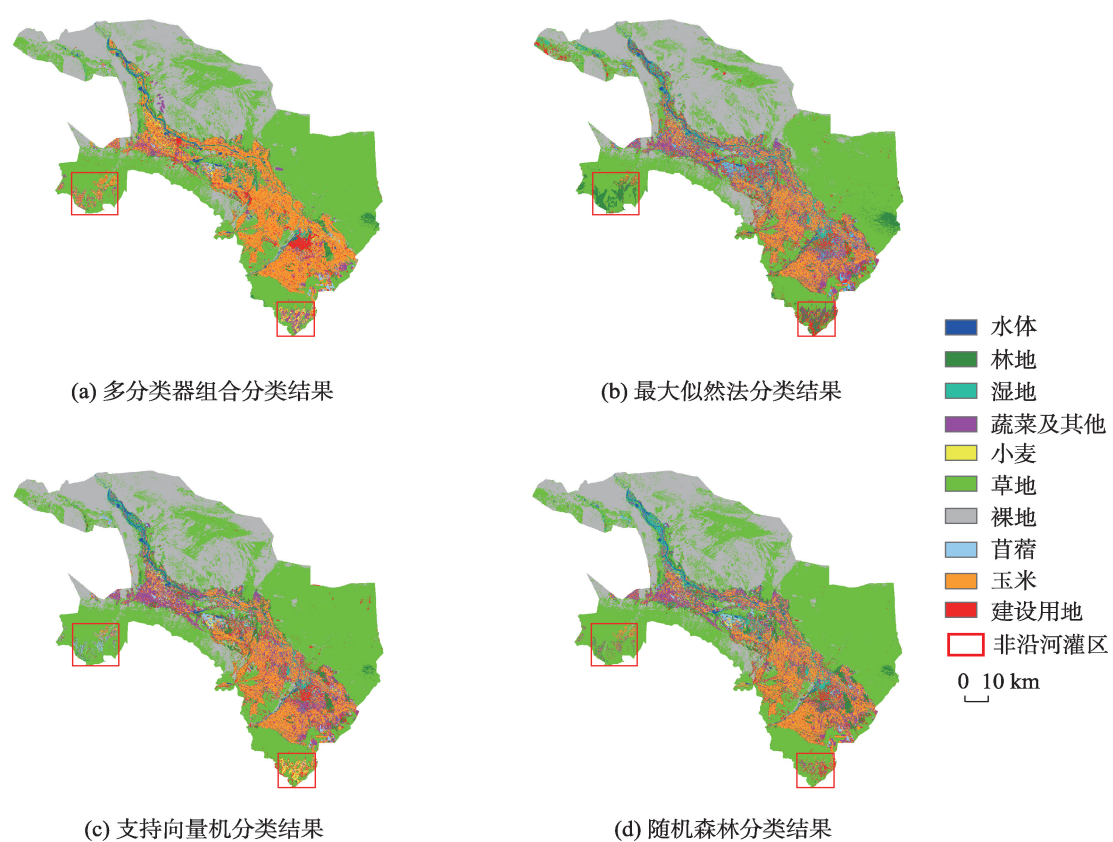 (a) 多分类器组合分类结果
(b) 最大似然法分类结果
水体
林地
湿地
蔬菜及其他
小麦
草地
裸地
苜蓿
玉米
建设用地
非沿河灌区
0 10 km
(c) 支持向量机分类结果
(d) 随机森林分类结果